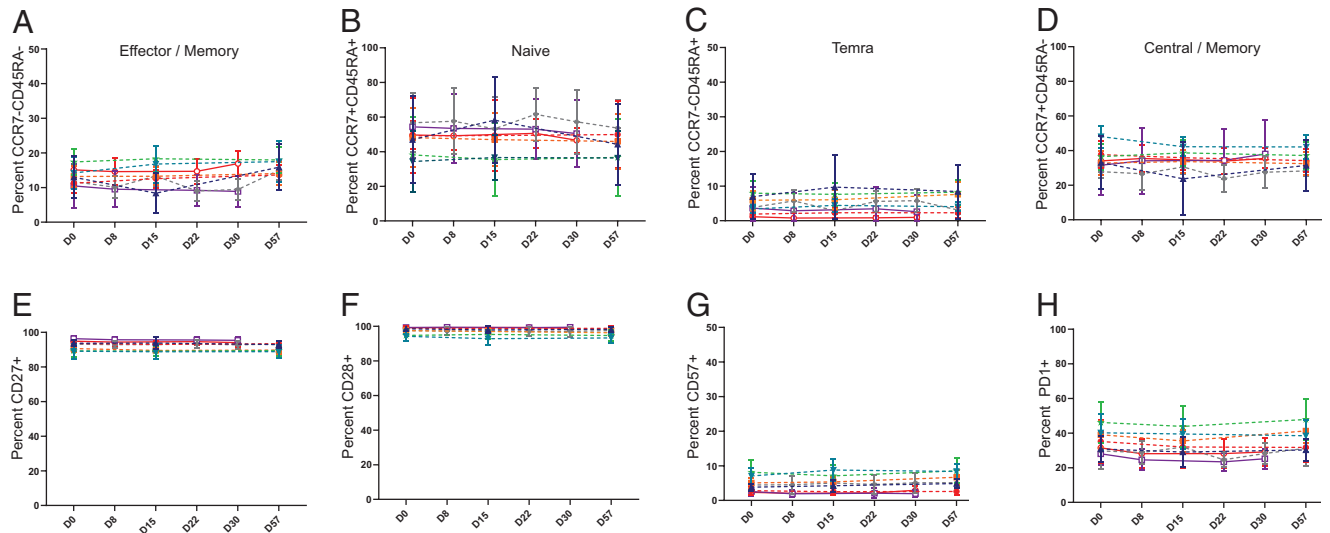 A
Effector / Memory
Percent CCR7-CD45RA-
50
40
30
20
10
0
D0
D8
D15
D22
D30
D57
B
Naive
Percent CCR7+CD45RA+
100
80
60
40
20
0
D0
D8
D15
D22
D30
D57
C
Temra
Percent CCR7-CD45RA+
50
40
30
20
10
0
D0
D8
D15
D22
D30
D57
D
Central / Memory
Percent CCR7+CD45RA-
100
80
60
40
20
0
D0
D8
D15
D22
D30
D57
E
Percent CD27+
100
80
60
40
20
0
D0
D8
D15
D22
D30
D57
F
Percent CD28+
100
80
60
40
20
0
D0
D8
D15
D22
D30
D57
G
Percent CD57+
50
40
30
20
10
0
D0
D8
D15
D22
D30
D57
H
Percent PD1+
100
80
60
40
20
0
D0
D8
D15
D22
D30
D57